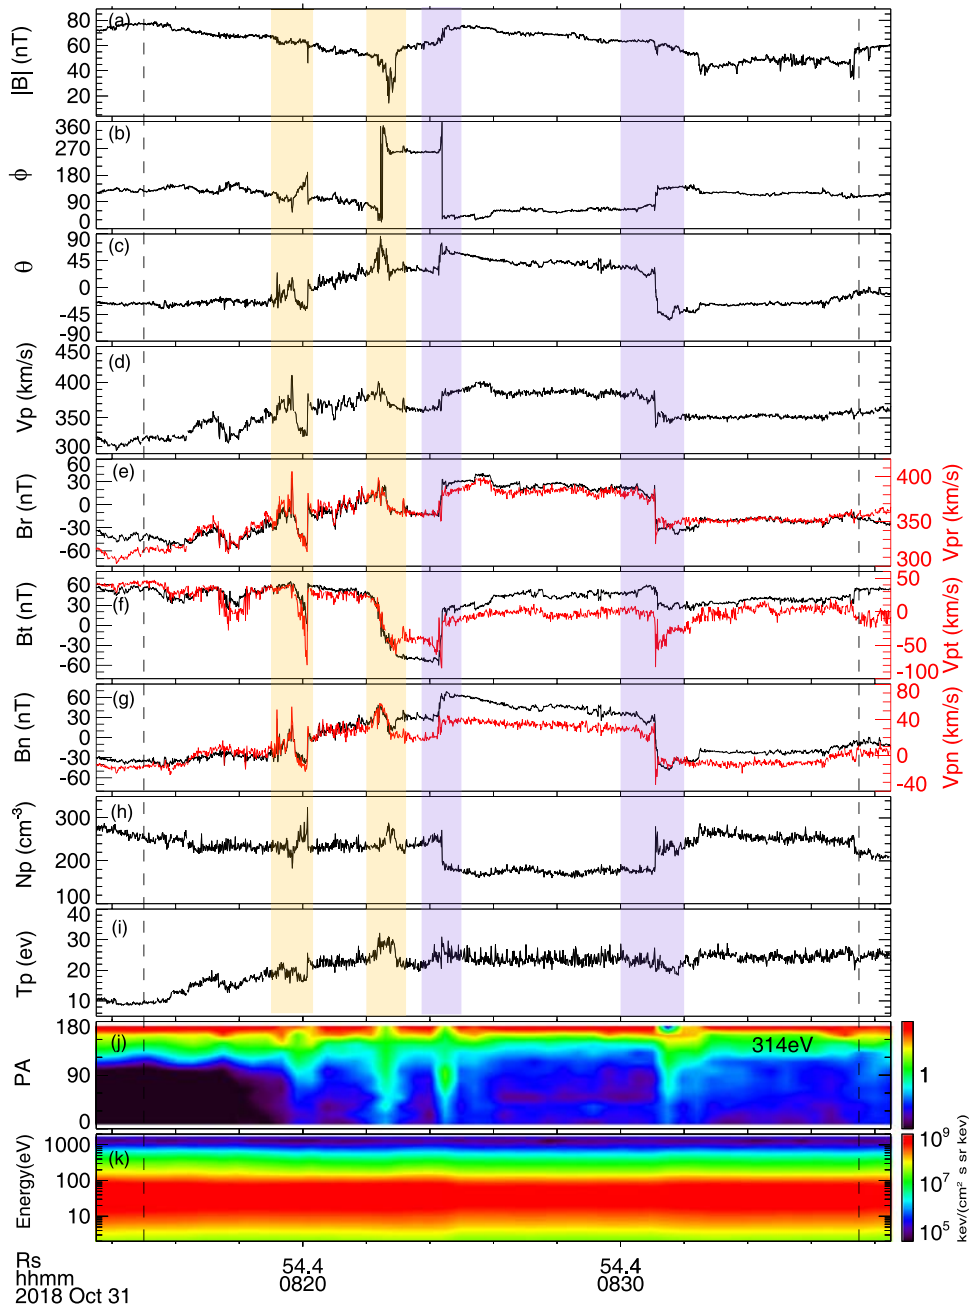 (a)
|B| (nT)
80
60
40
20
(b)
ϕ
360
270
180
90
0
(c)
θ
90
45
0
-45
-90
(d)
Vp (km/s)
450
400
350
300
(e)
Br (nT)
60
30
0
-30
-60
400
350
300
Vpr (km/s)
(f)
Bt (nT)
60
30
0
-30
-60
50
0
-50
-100
Vpt (km/s)
(g)
Bn (nT)
60
30
0
-30
-60
80
40
0
-40
Vpn (km/s)
(h)
Np (cm⁻³)
300
200
100
(i)
Tp (ev)
40
30
20
10
(j)
314eV
PA
180
90
0
1
(k)
Energy(eV)
1000
100
10
10⁹
10⁷
10⁵
kev/(cm² s sr kev)
Rs 54.4 54.4
hhmm 0820 0830
2018 Oct 31